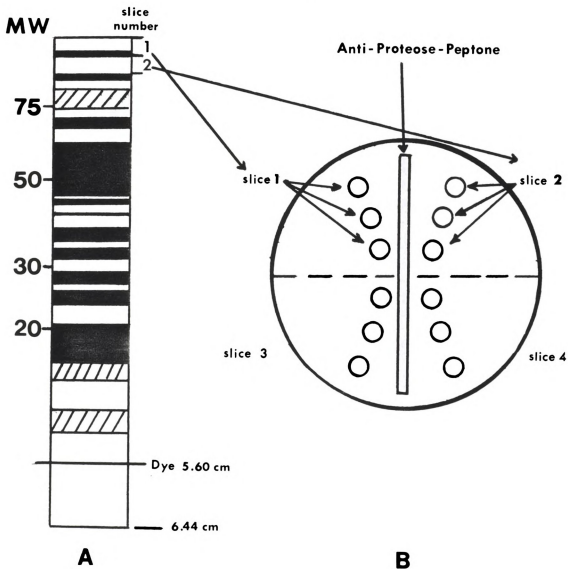 MW
slice
number
1
2
75
50
30
20
Dye 5.60 cm
6.44 cm
A
Anti-Proteose-Peptone
slice 1
slice 2
slice 3
slice 4
B